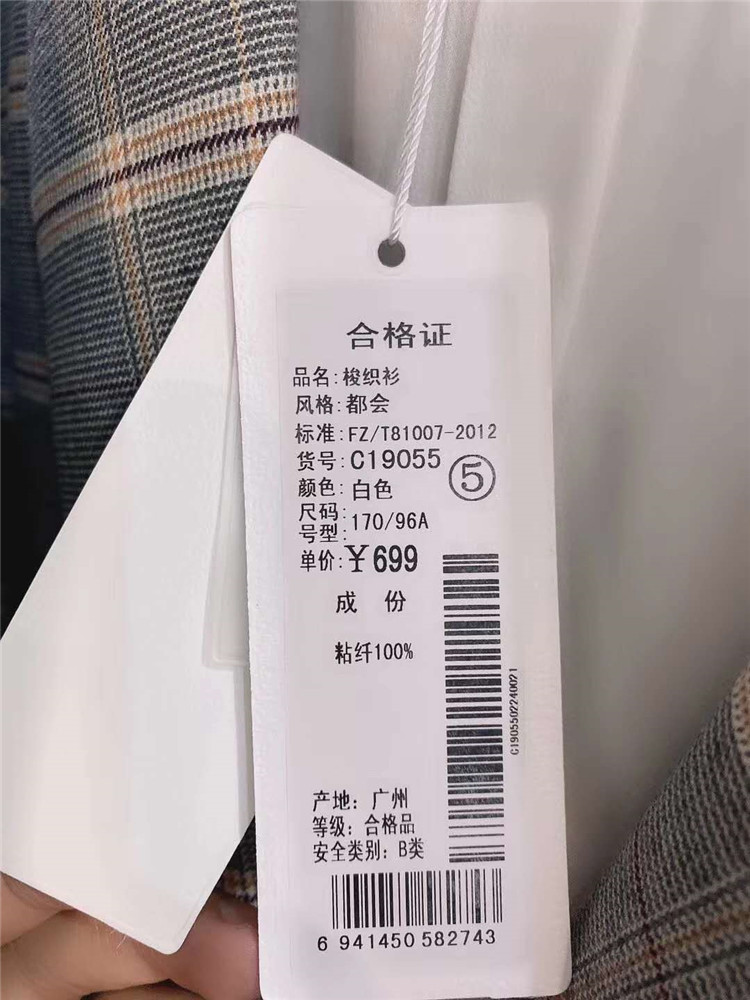 合格证
品名:梭织衫
风格:都会
标准:FZ/T81007-2012
货号:C19055 ⑤
颜色:白色
尺码:
号型:170/96A
单价:¥699
成 份
粘纤100%
C1905502240021
产地: 广州
等级: 合格品
安全类别: B类
6 941450 582743